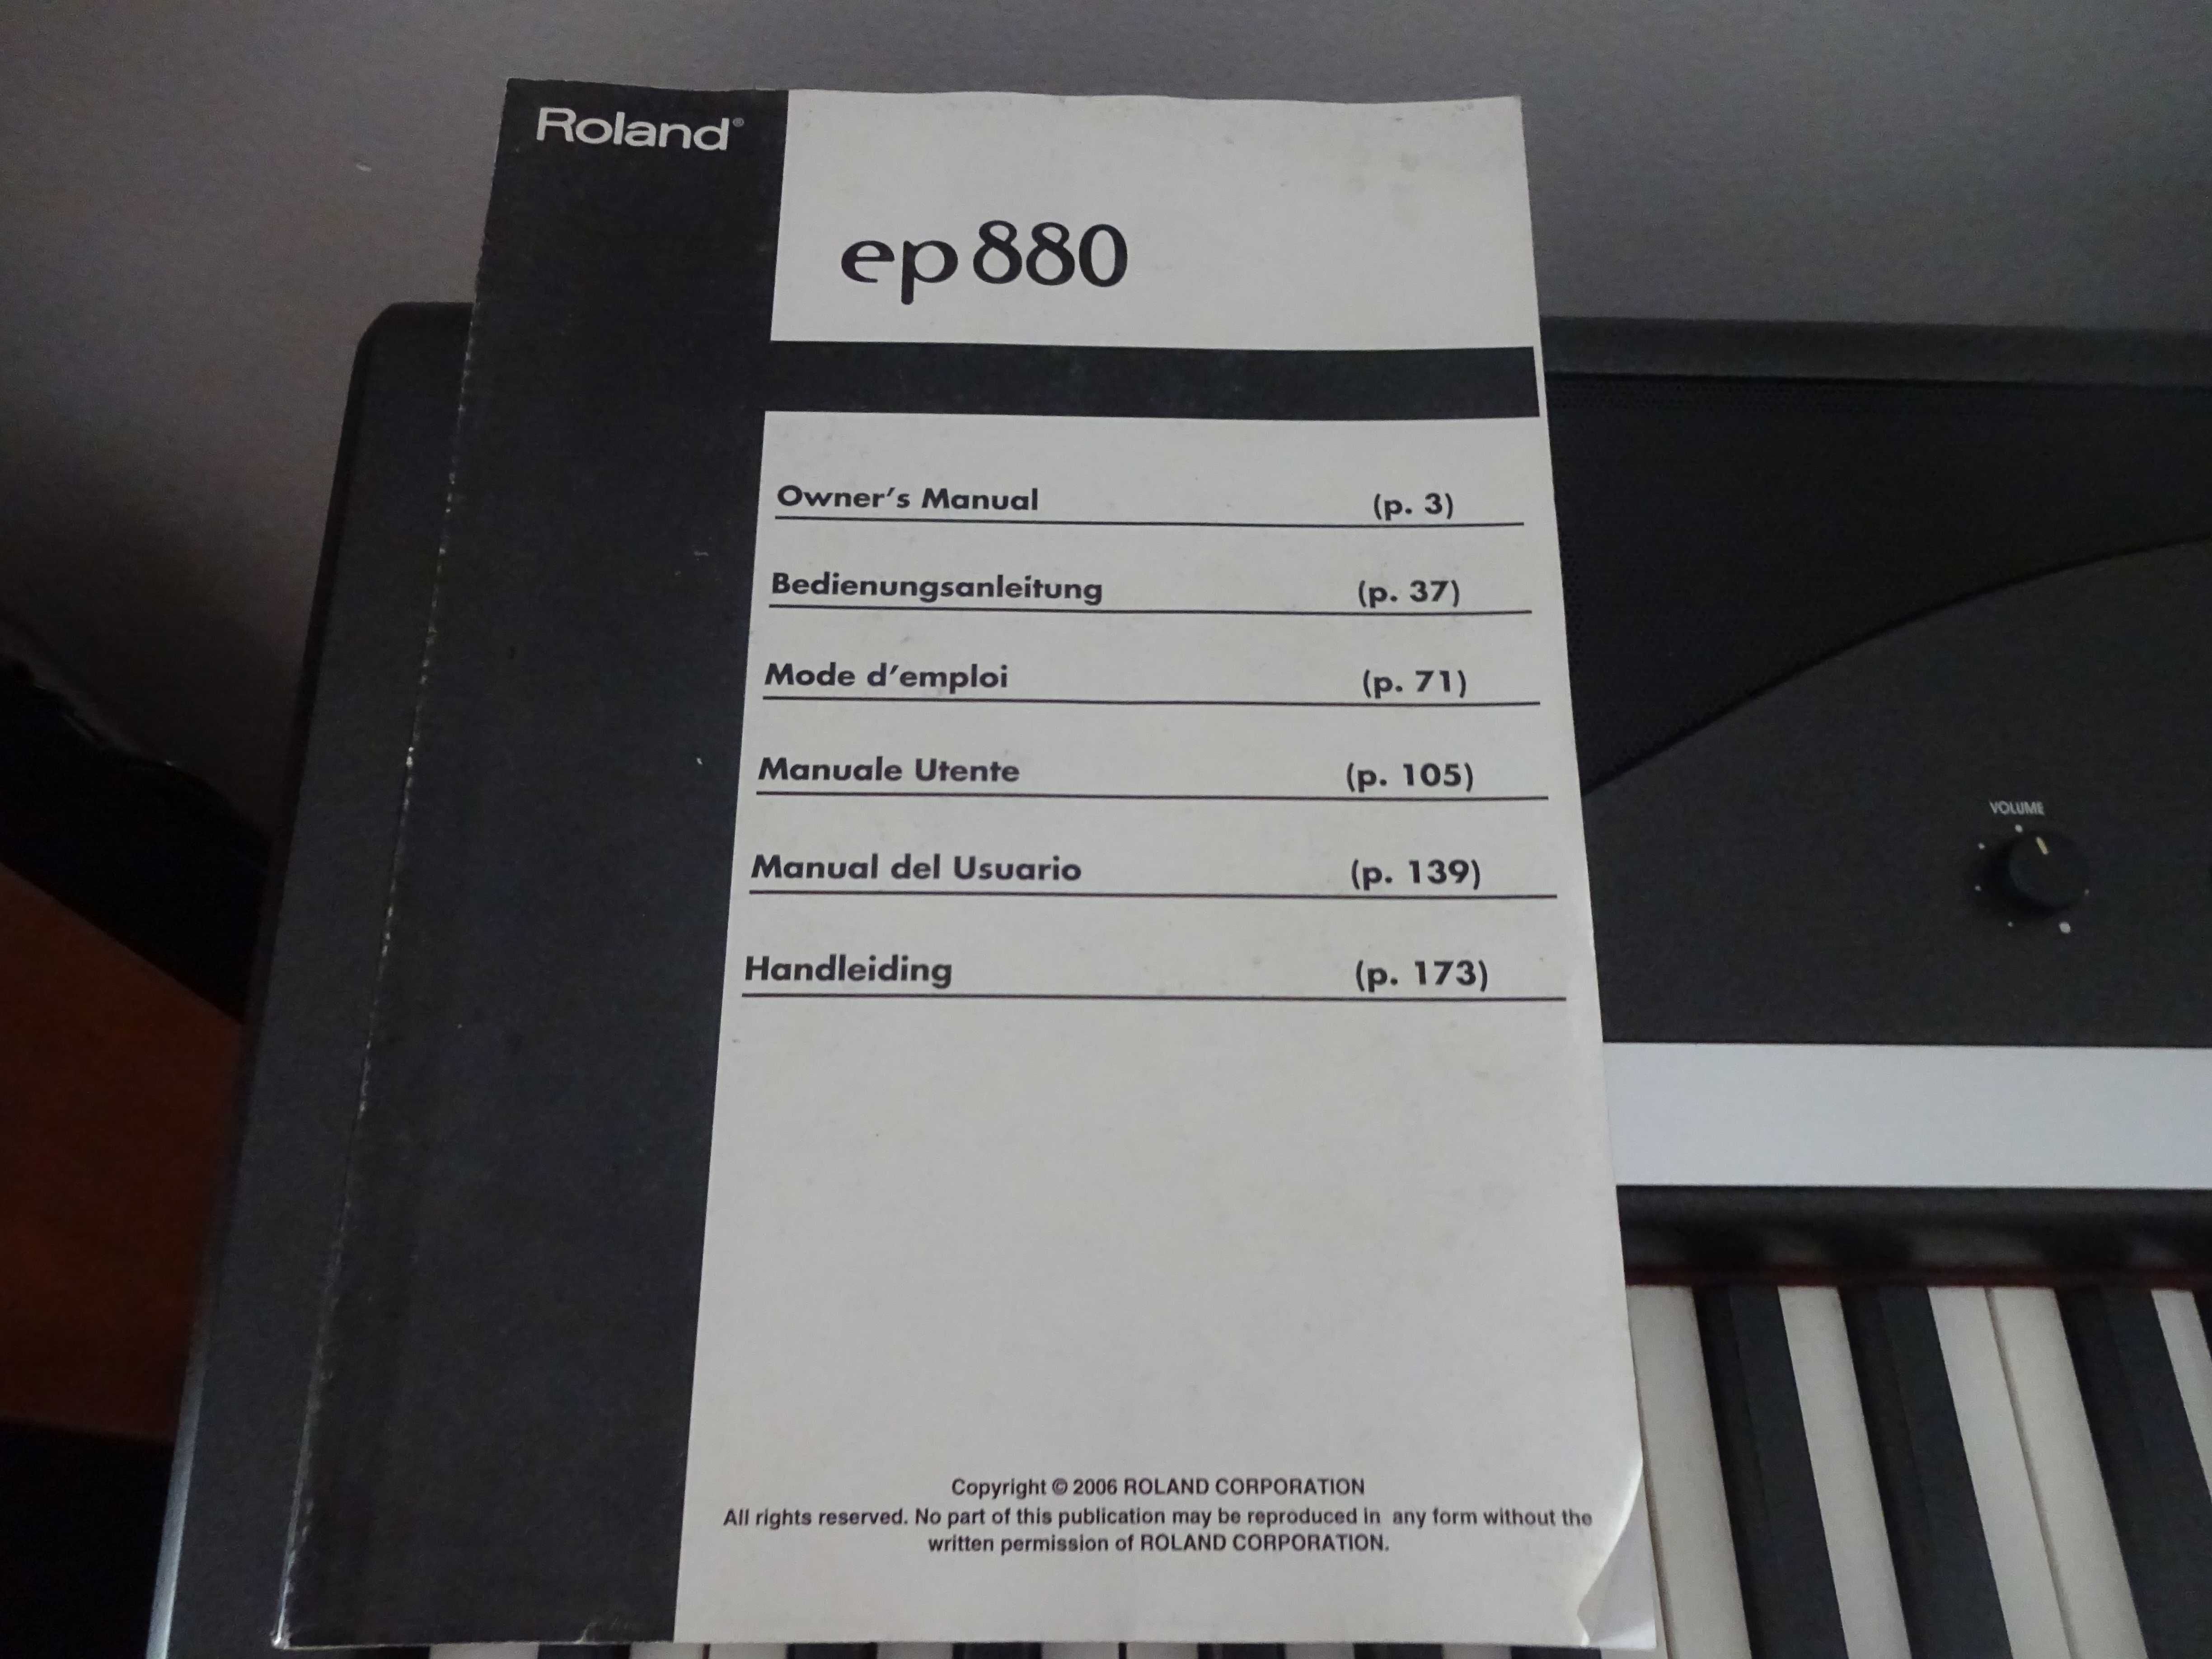 Roland®
ep880
Owner's Manual (p. 3)
Bedienungsanleitung (p. 37)
Mode d'emploi (p. 71)
Manuale Utente (p. 105)
Manual del Usuario (p. 139)
Handleiding (p. 173)
VOLUME
Copyright © 2006 ROLAND CORPORATION
All rights reserved. No part of this publication may be reproduced in any form without the
written permission of ROLAND CORPORATION.